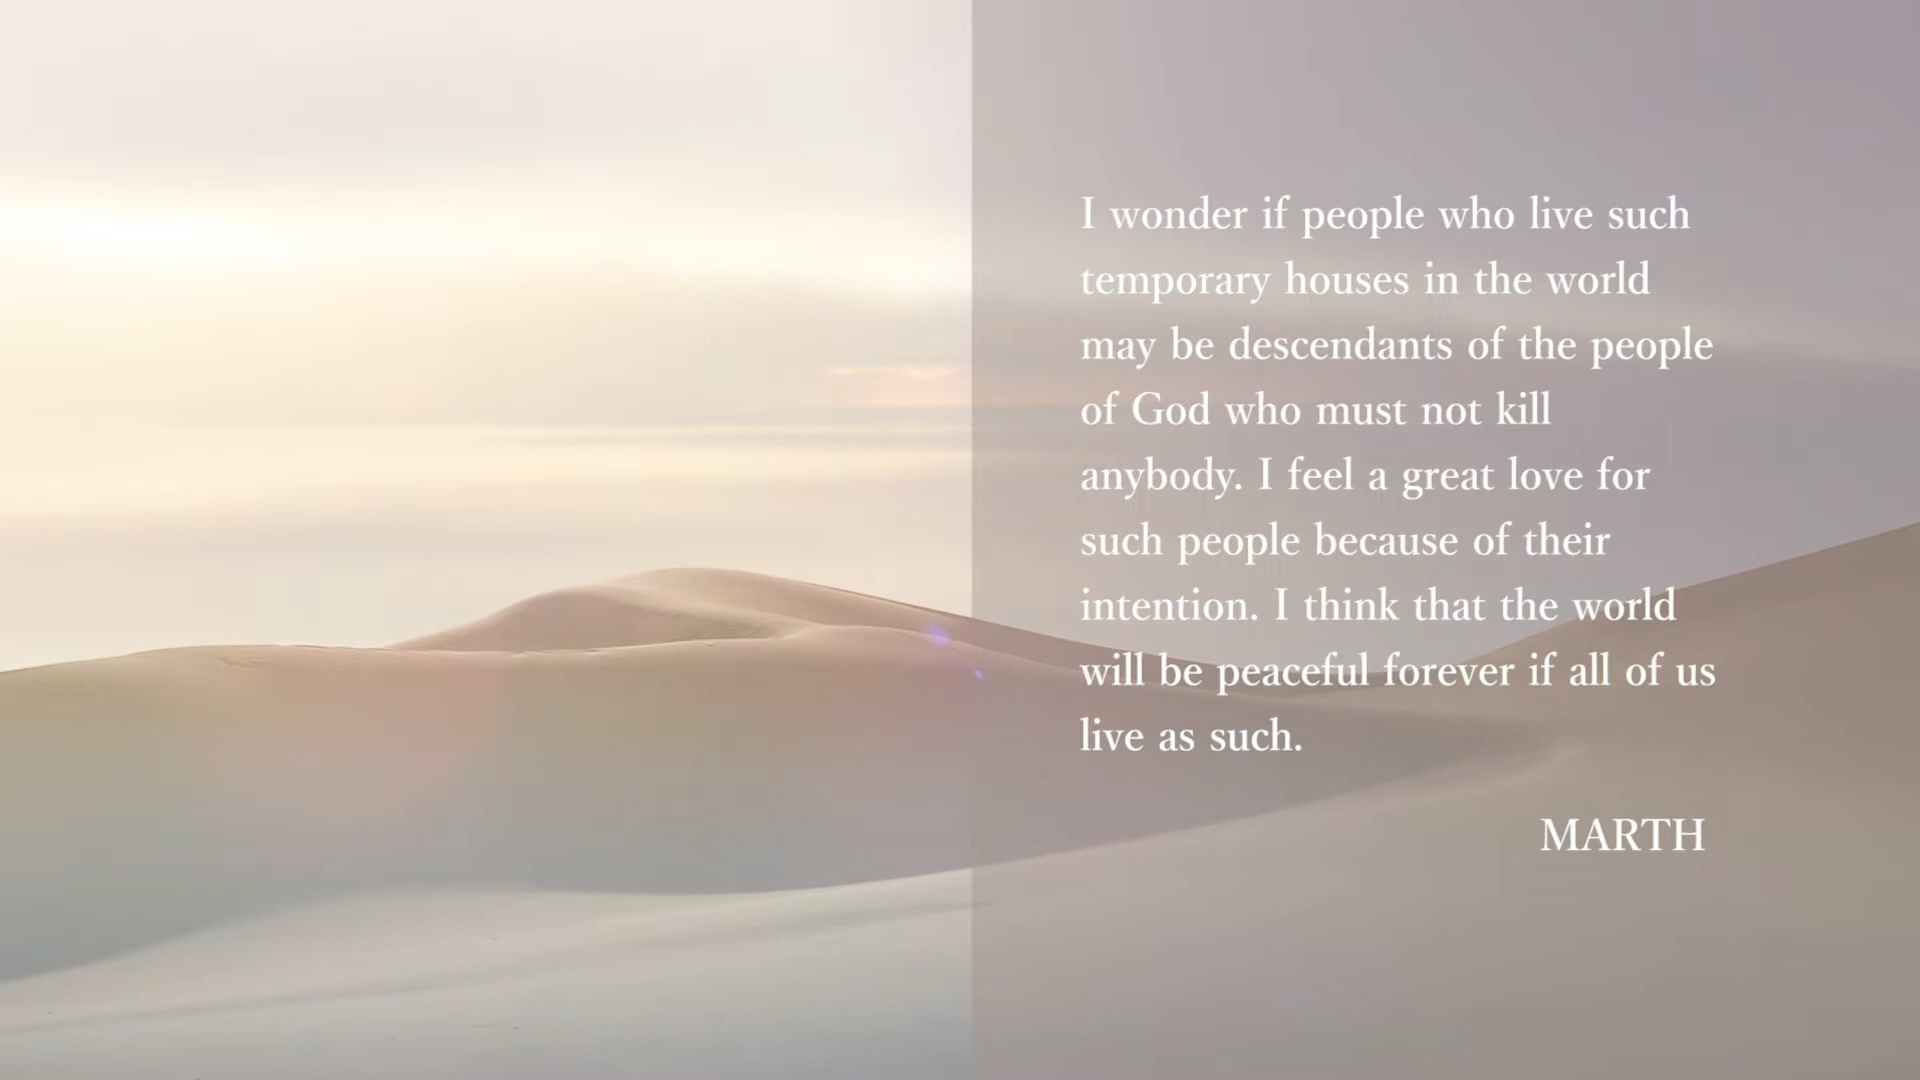 I wonder if people who live such
temporary houses in the world
may be descendants of the people
of God who must not kill
anybody. I feel a great love for
such people because of their
intention. I think that the world
will be peaceful forever if all of us
live as such.
MARTH